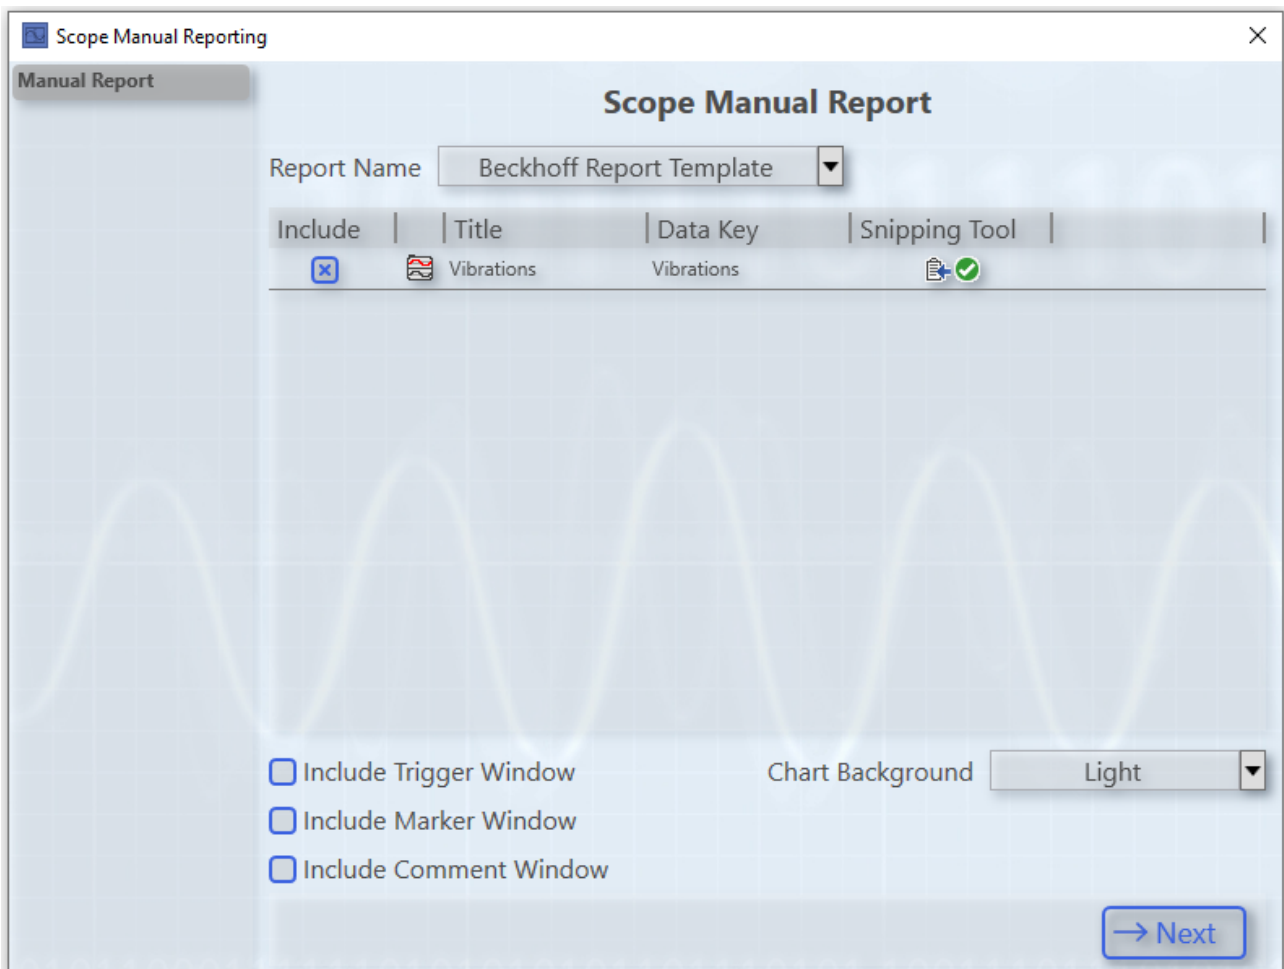 Scope Manual Reporting
Manual Report
Scope Manual Report
Report Name Beckhoff Report Template
Include Title Data Key Snipping Tool
Vibrations Vibrations
Include Trigger Window Chart Background Light
Include Marker Window
Include Comment Window
Next